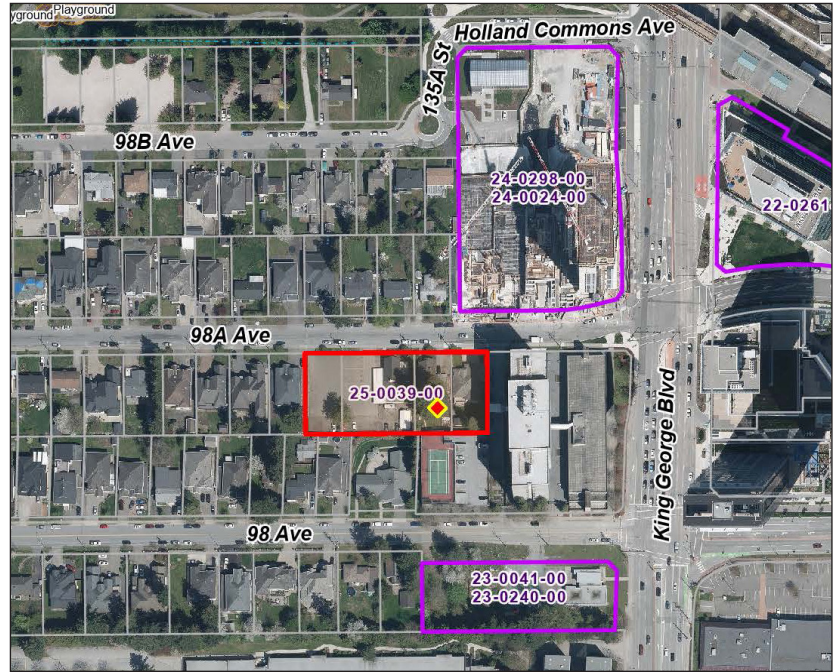 yground
Playground
Holland Commons Ave
135A St
98B Ave
24-0298-00
24-0024-00
22-0261
98A Ave
25-0039-00
King George Blvd
98 Ave
23-0041-00
23-0240-00